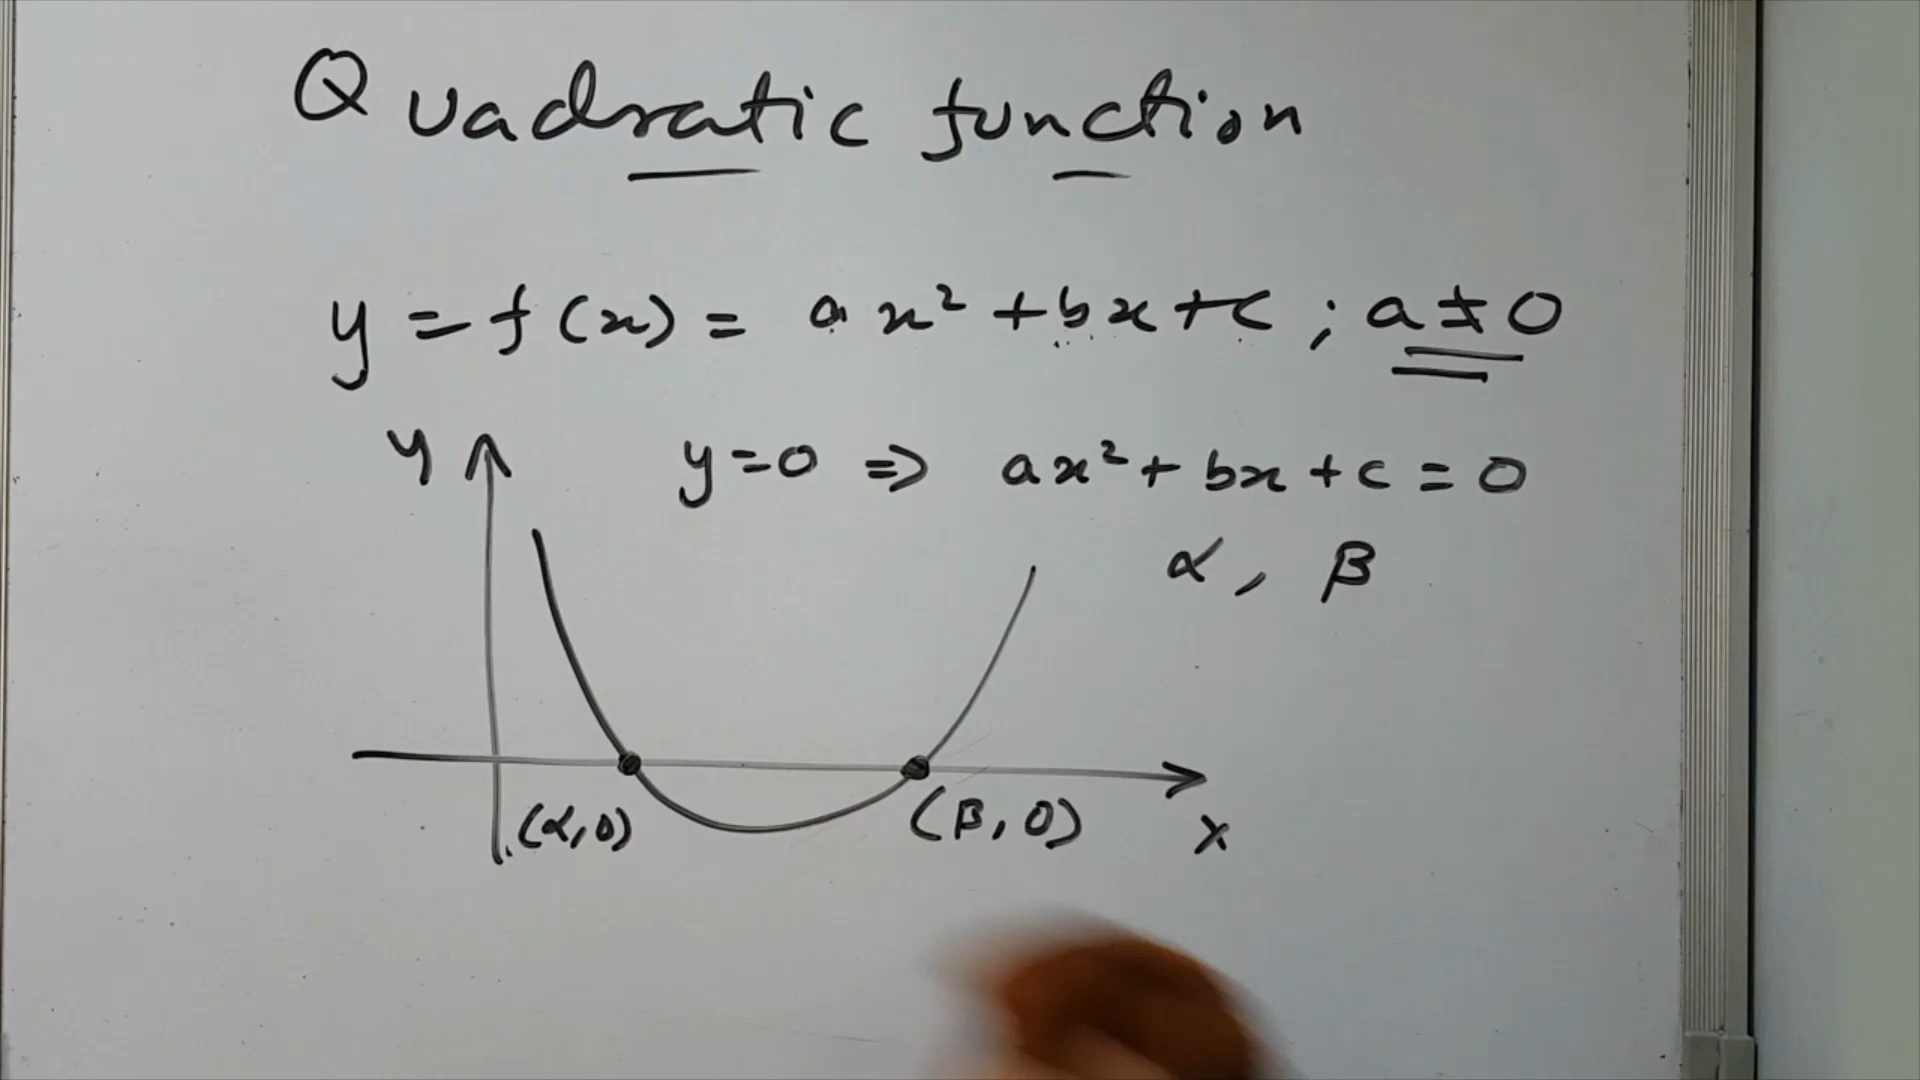 Quadratic function
y = f(x) = ax² + bx + c ; a ≠ 0
y y=0 ⇒ ax² + bx + c = 0
α, β
(α,0) (β,0) x